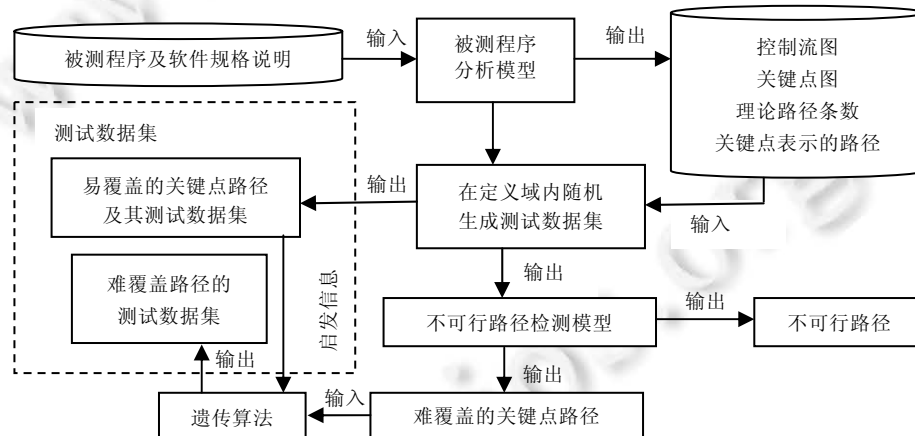 被测程序及软件规格说明
输入
被测程序
分析模型
输出
控制流图
关键点图
理论路径条数
关键点表示的路径
测试数据集
易覆盖的关键点路径
及其测试数据集
输出
在定义域内随机
生成测试数据集
输入
难覆盖路径的
测试数据集
启发信息
输出
不可行路径检测模型
输出
不可行路径
输出
输出
遗传算法
输入
难覆盖的关键点路径